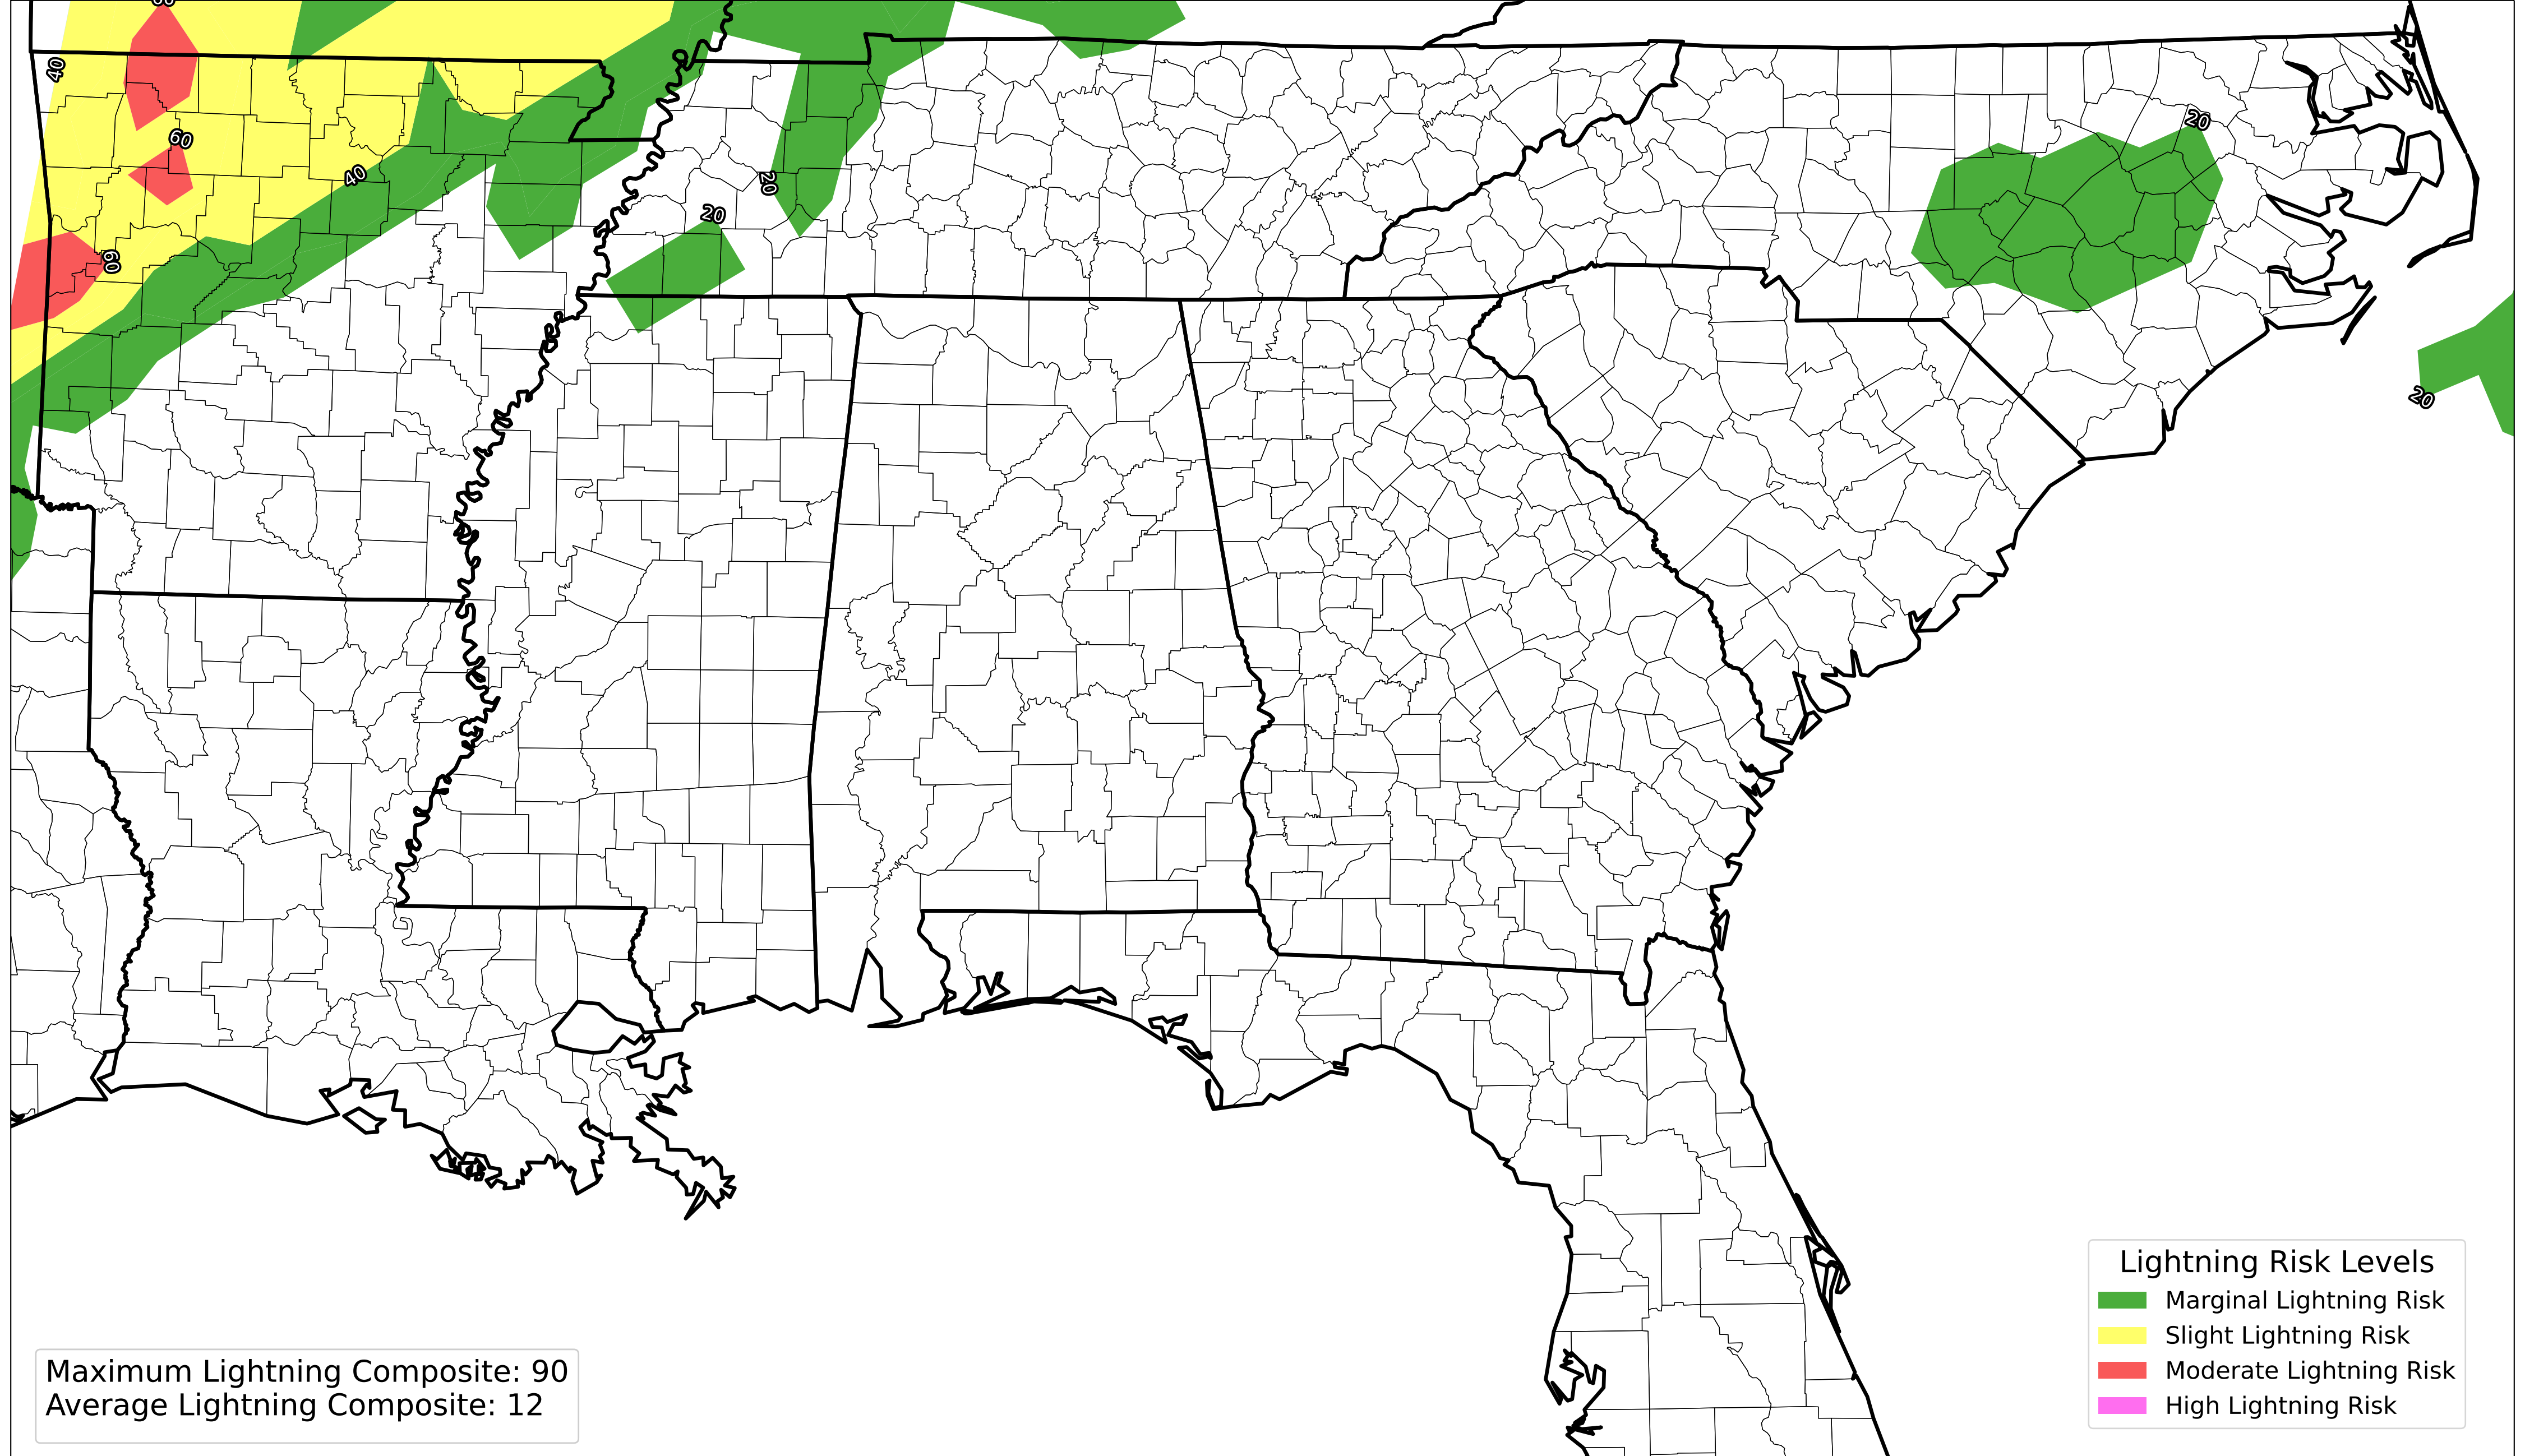 40
60
40
60
20
20
20
20
Lightning Risk Levels
Marginal Lightning Risk
Slight Lightning Risk
Moderate Lightning Risk
High Lightning Risk
Maximum Lightning Composite: 90
Average Lightning Composite: 12